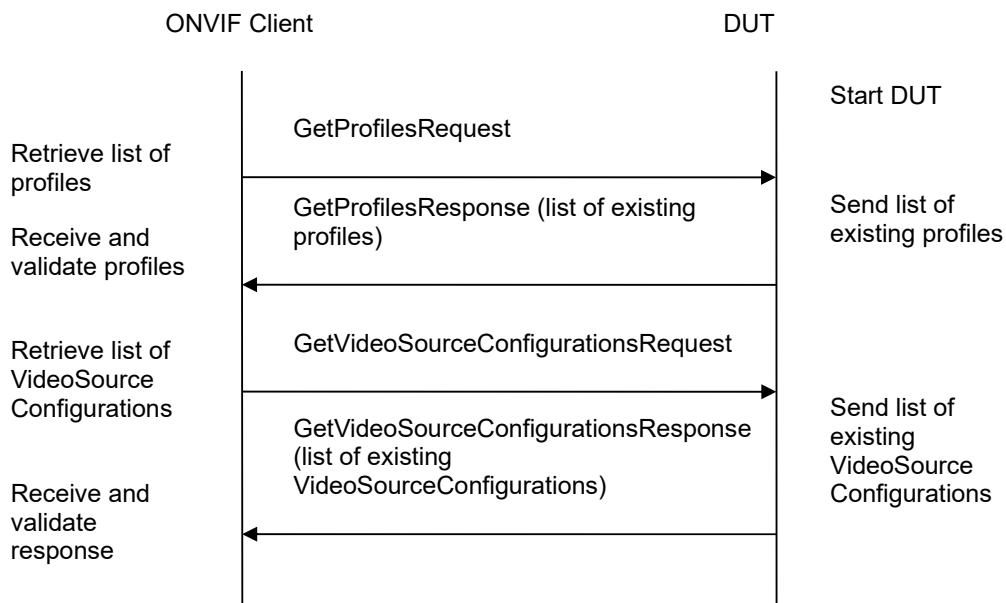 ONVIF Client
DUT
Start DUT
GetProfilesRequest
Retrieve list of
profiles
GetProfilesResponse (list of existing
profiles)
Send list of
existing profiles
Receive and
validate profiles
GetVideoSourceConfigurationsRequest
Retrieve list of
VideoSource
Configurations
GetVideoSourceConfigurationsResponse
(list of existing
VideoSourceConfigurations)
Send list of
existing
VideoSource
Configurations
Receive and
validate
response